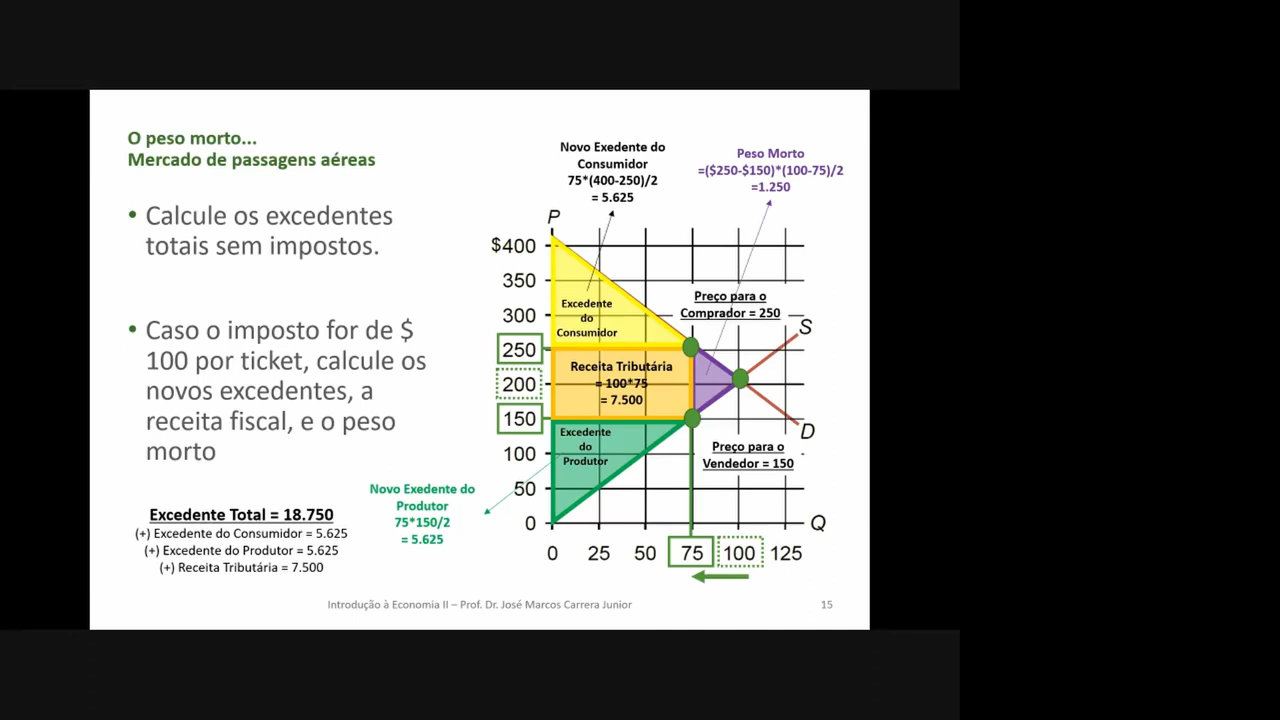 O peso morto...
Mercado de passagens aéreas
• Calcule os excedentes
totais sem impostos.
• Caso o imposto for de $
100 por ticket, calcule os
novos excedentes, a
receita fiscal, e o peso
morto
Excedente Total = 18.750
(+) Excedente do Consumidor = 5.625
(+) Excedente do Produtor = 5.625
(+) Receita Tributária = 7.500
Novo Exedente do
Consumidor
75*(400-250)/2
= 5.625
Peso Morto
=($250-$150)*(100-75)/2
=1.250
P
$400
350
300
250
200
150
100
50
0
Excedente
do
Consumidor
Preço para o
Comprador = 250
S
Receita Tributária
= 100*75
= 7.500
D
Excedente
do
Produtor
Preço para o
Vendedor = 150
Novo Exedente do
Produtor
75*150/2
= 5.625
Q
0 25 50 75 100 125
Introdução à Economia II – Prof. Dr. José Marcos Carrera Junior
15